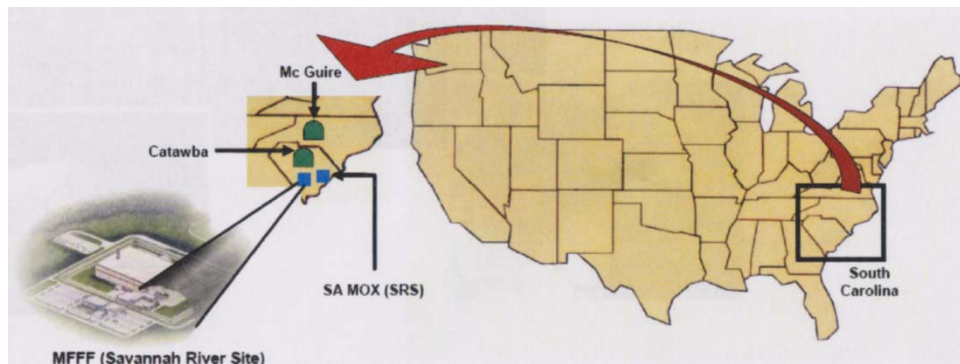 Mc Guire
Catawba
SA MOX (SRS)
South
Carolina
MFFF (Savannah River Site)